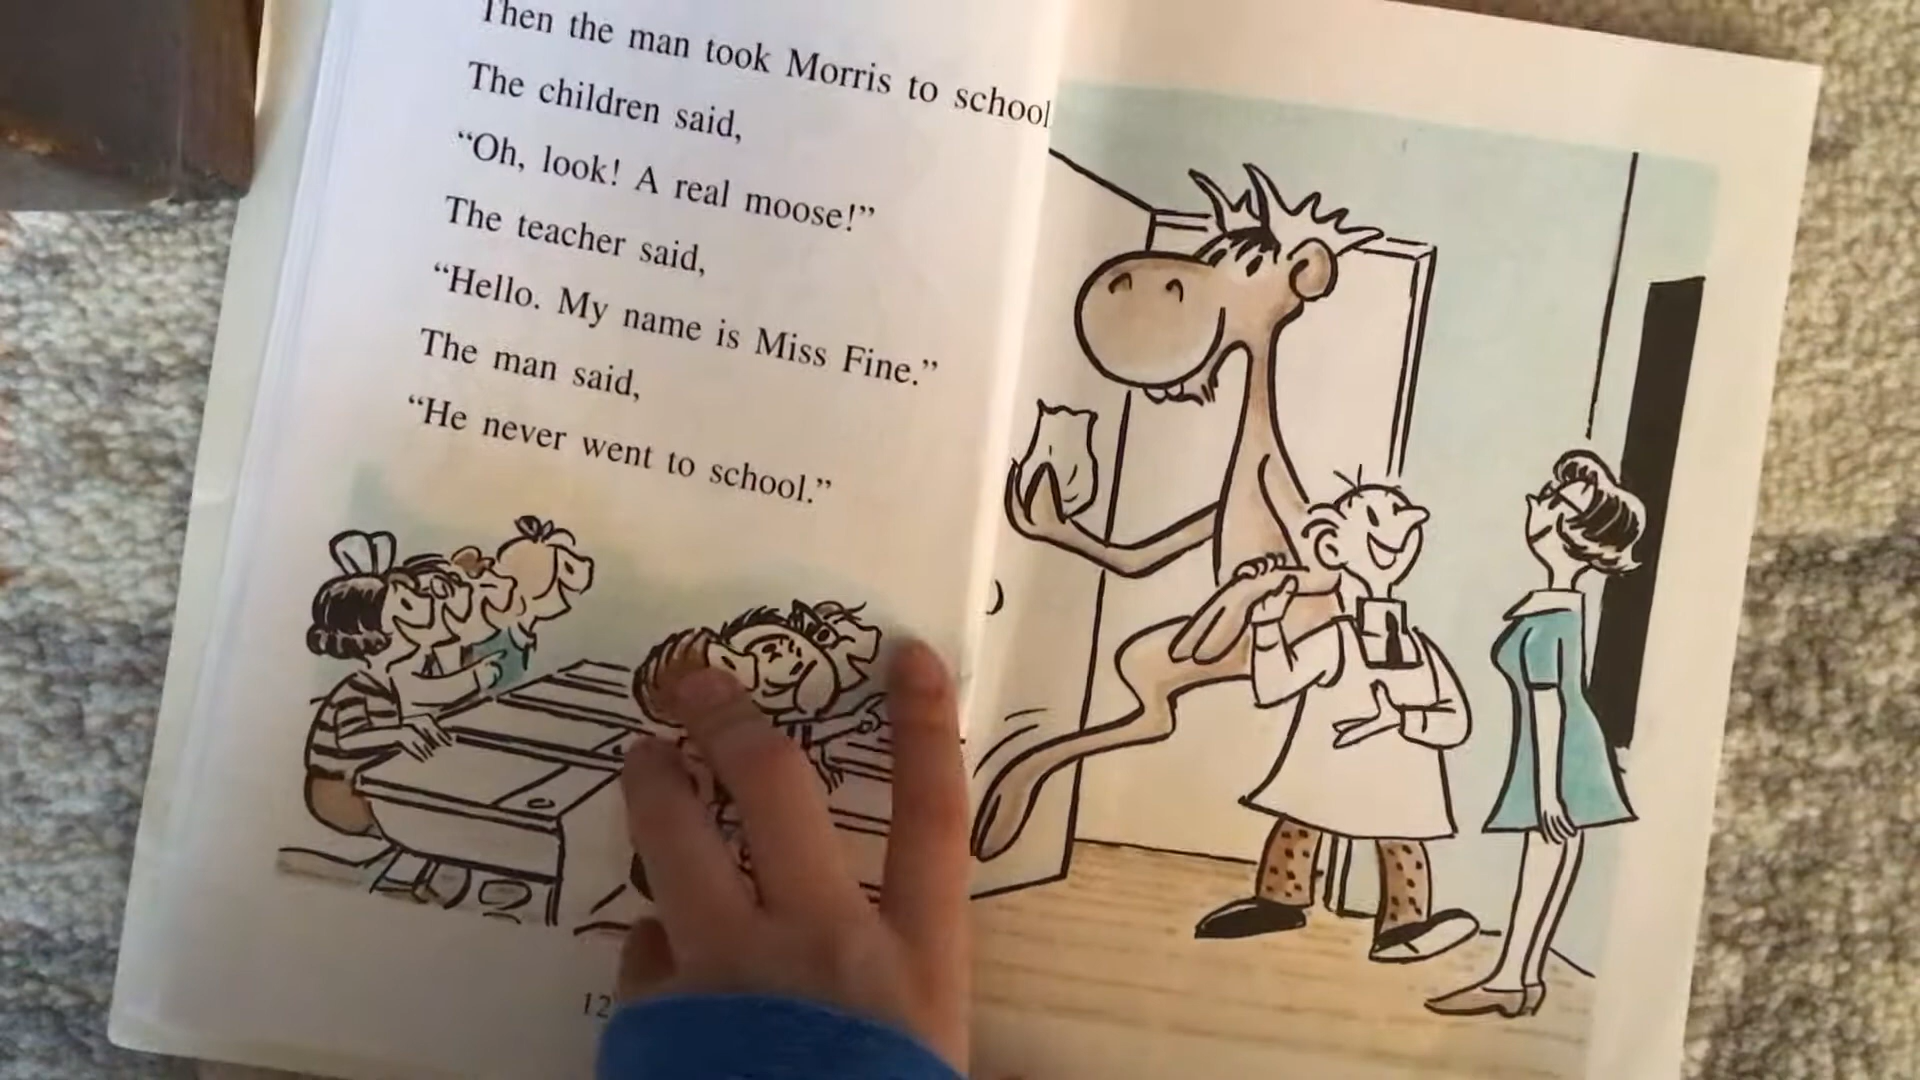 Then the man took Morris to school
The children said,
“Oh, look! A real moose!”
The teacher said,
“Hello. My name is Miss Fine.”
The man said,
“He never went to school.”
12